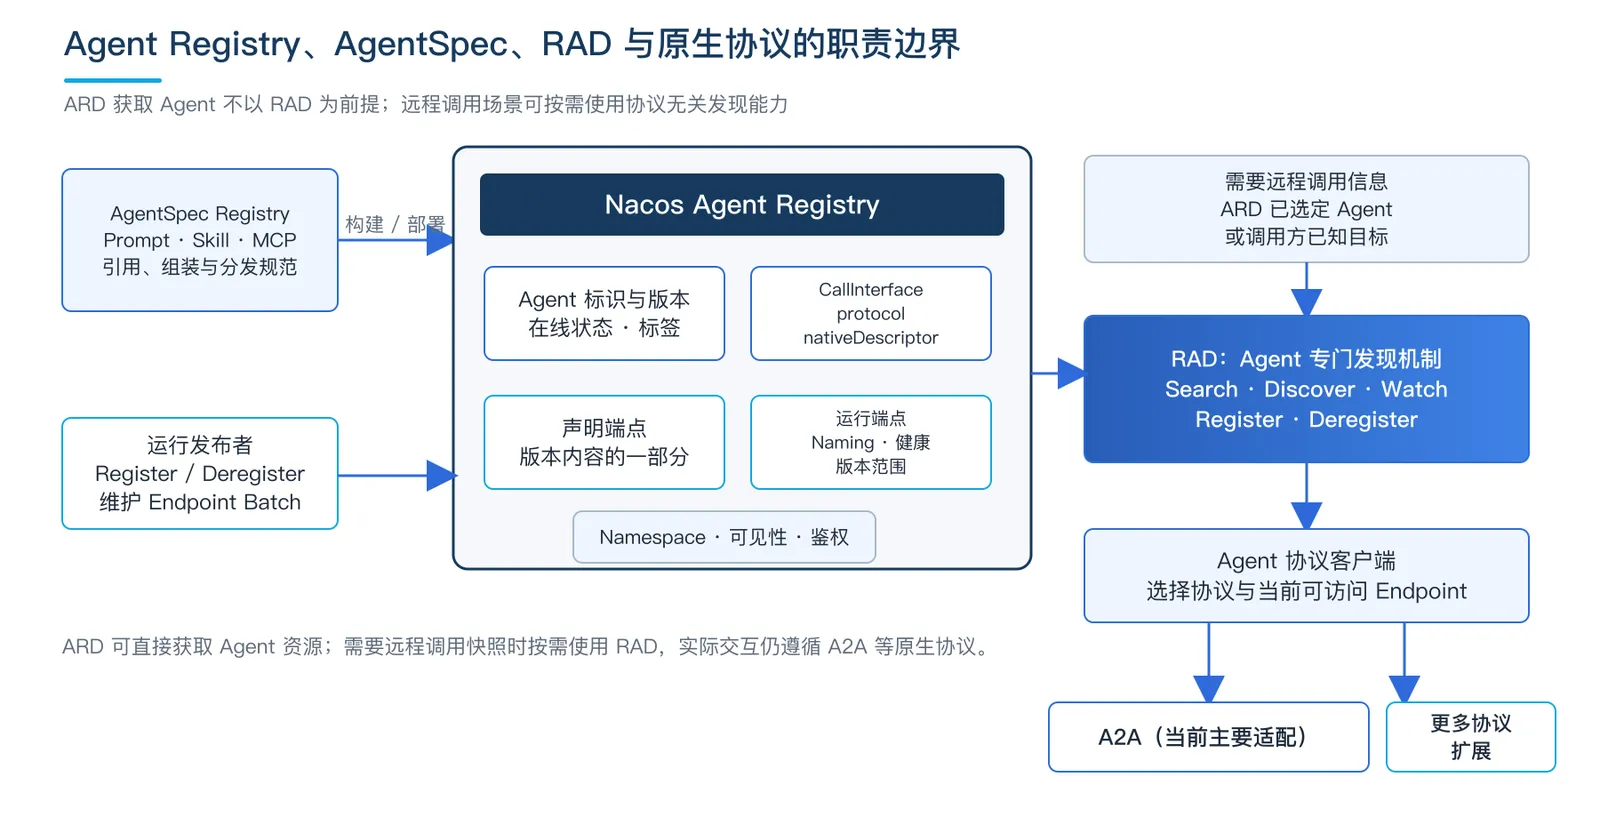 Agent Registry、AgentSpec、RAD 与原生协议的职责边界
ARD 获取 Agent 不以 RAD 为前提；远程调用场景可按需使用协议无关发现能力
AgentSpec Registry
Prompt · Skill · MCP
引用、组装与分发规范
构建 / 部署
运行发布者
Register / Deregister
维护 Endpoint Batch
Nacos Agent Registry
Agent 标识与版本
在线状态 · 标签
CallInterface
protocol
nativeDescriptor
声明端点
版本内容的一部分
运行端点
Naming · 健康
版本范围
Namespace · 可见性 · 鉴权
需要远程调用信息
ARD 已选定 Agent
或调用方已知目标
RAD：Agent 专门发现机制
Search · Discover · Watch
Register · Deregister
Agent 协议客户端
选择协议与当前可访问 Endpoint
A2A（当前主要适配）
更多协议
扩展
ARD 可直接获取 Agent 资源；需要远程调用快照时按需使用 RAD，实际交互仍遵循 A2A 等原生协议。